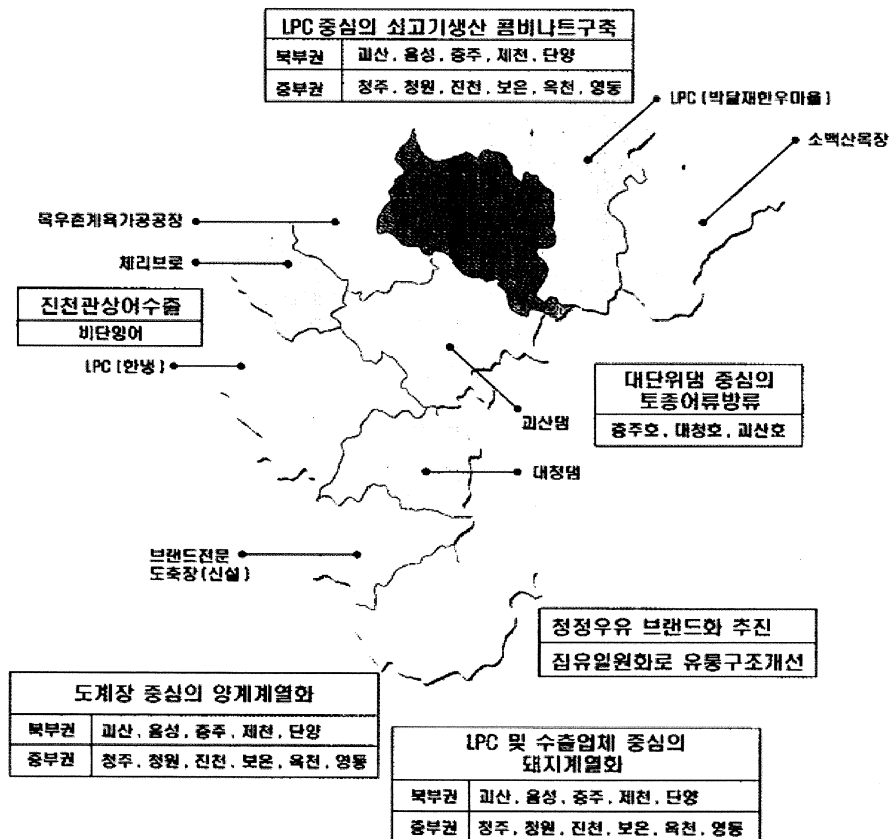 LPC 중심의 쇠고기생산 콤비나트구축
북부권 괴산, 음성, 충주, 제천, 단양
중부권 청주, 청원, 진천, 보은, 옥천, 영동
LPC (박달재한우마을)
소백산목장
목우촌계육가공공장
체리브로
진천관상어수출
비단잉어
LPC (한냉)
대단위댐 중심의
토종어류방류
충주호, 대청호, 괴산호
괴산댐
대청댐
브랜드전문
도축장(신설)
청정우유 브랜드화 추진
집유일원화로 유통구조개선
도계장 중심의 양계계열화
북부권 괴산, 음성, 충주, 제천, 단양
중부권 청주, 청원, 진천, 보은, 옥천, 영동
LPC 및 수출업체 중심의
돼지계열화
북부권 괴산, 음성, 충주, 제천, 단양
중부권 청주, 청원, 진천, 보은, 옥천, 영동